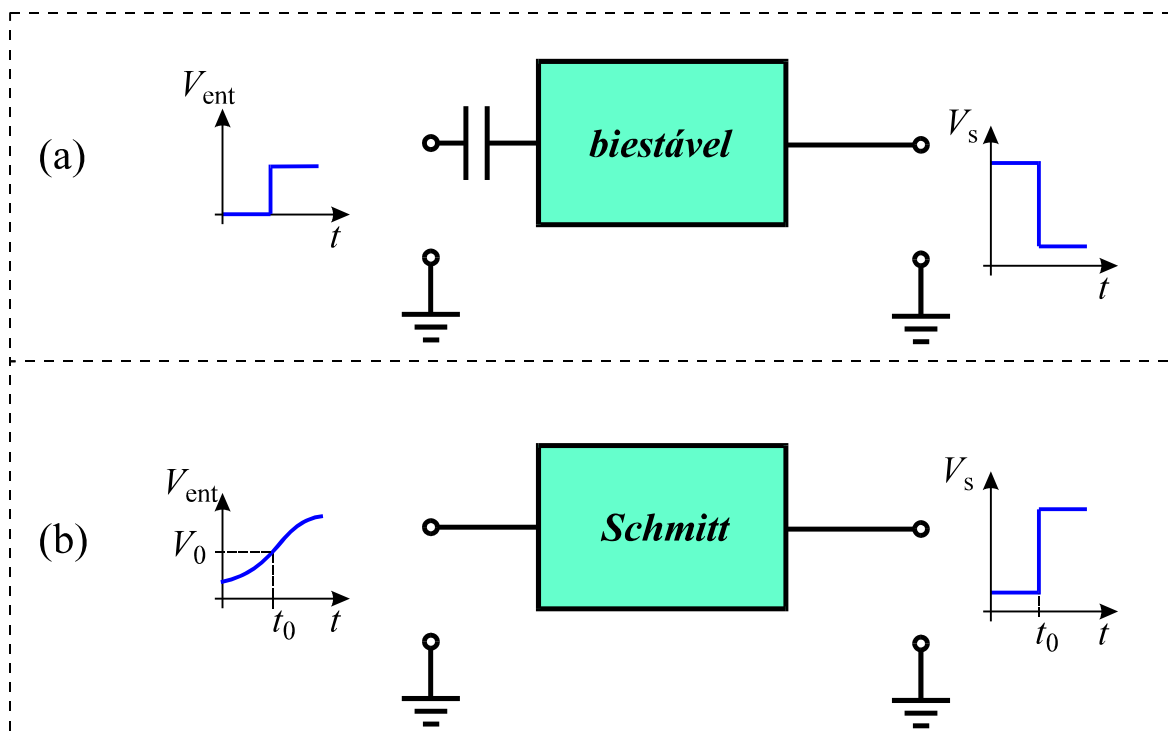 (a)
V_ent
t
biestável
V_s
t
(b)
V_ent
V_0
t_0
t
Schmitt
V_s
t_0
t